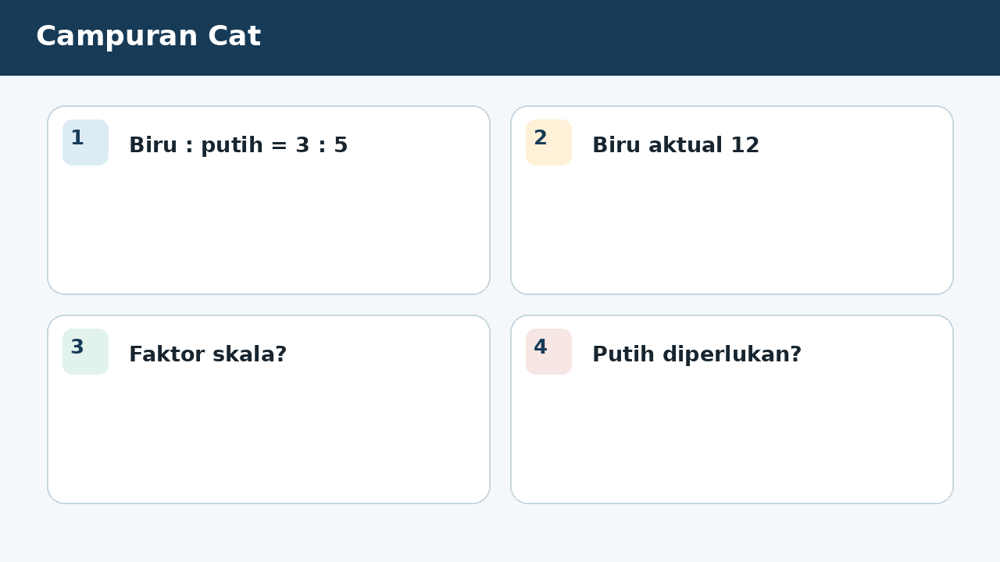 Campuran Cat
1
Biru : putih = 3 : 5
2
Biru aktual 12
3
Faktor skala?
4
Putih diperlukan?